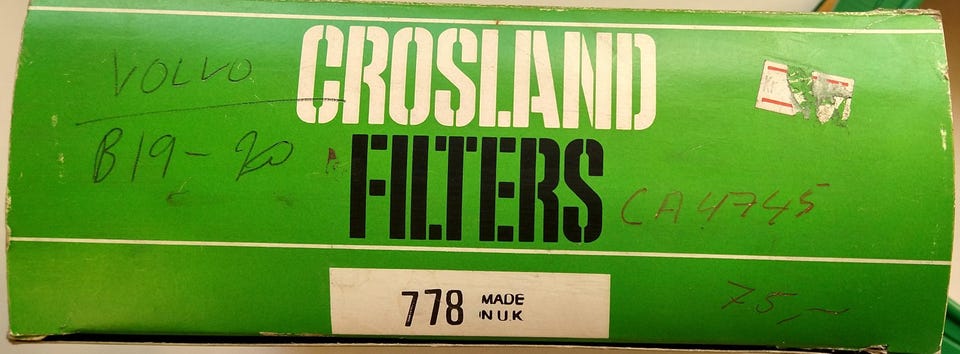 VOLVO
B19-20
CROSLAND
FILTERS
CA4745
778 MADE
IN UK
75,-